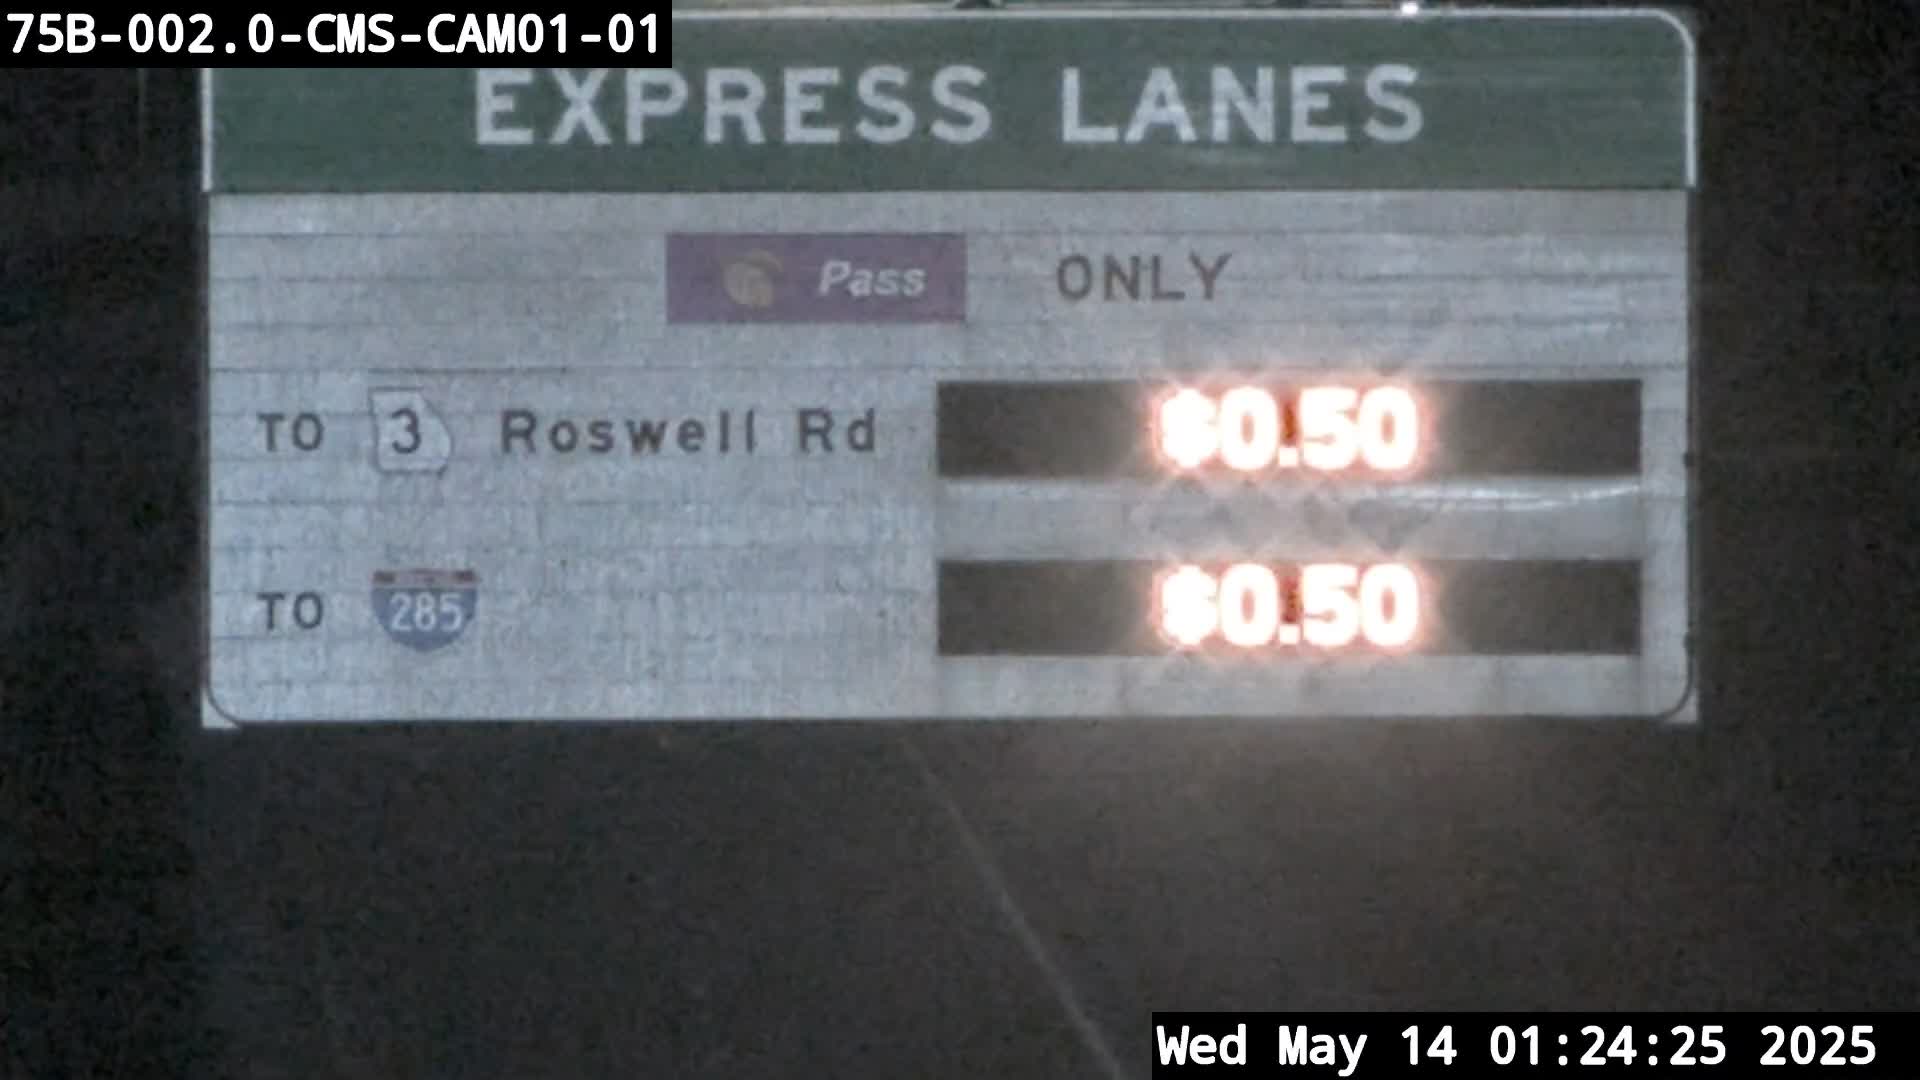 75B-002.0-CMS-CAM01-01
EXPRESS LANES
Pass ONLY
TO 3 Roswell Rd $0.50
TO 285 $0.50
Wed May 14 01:24:25 2025